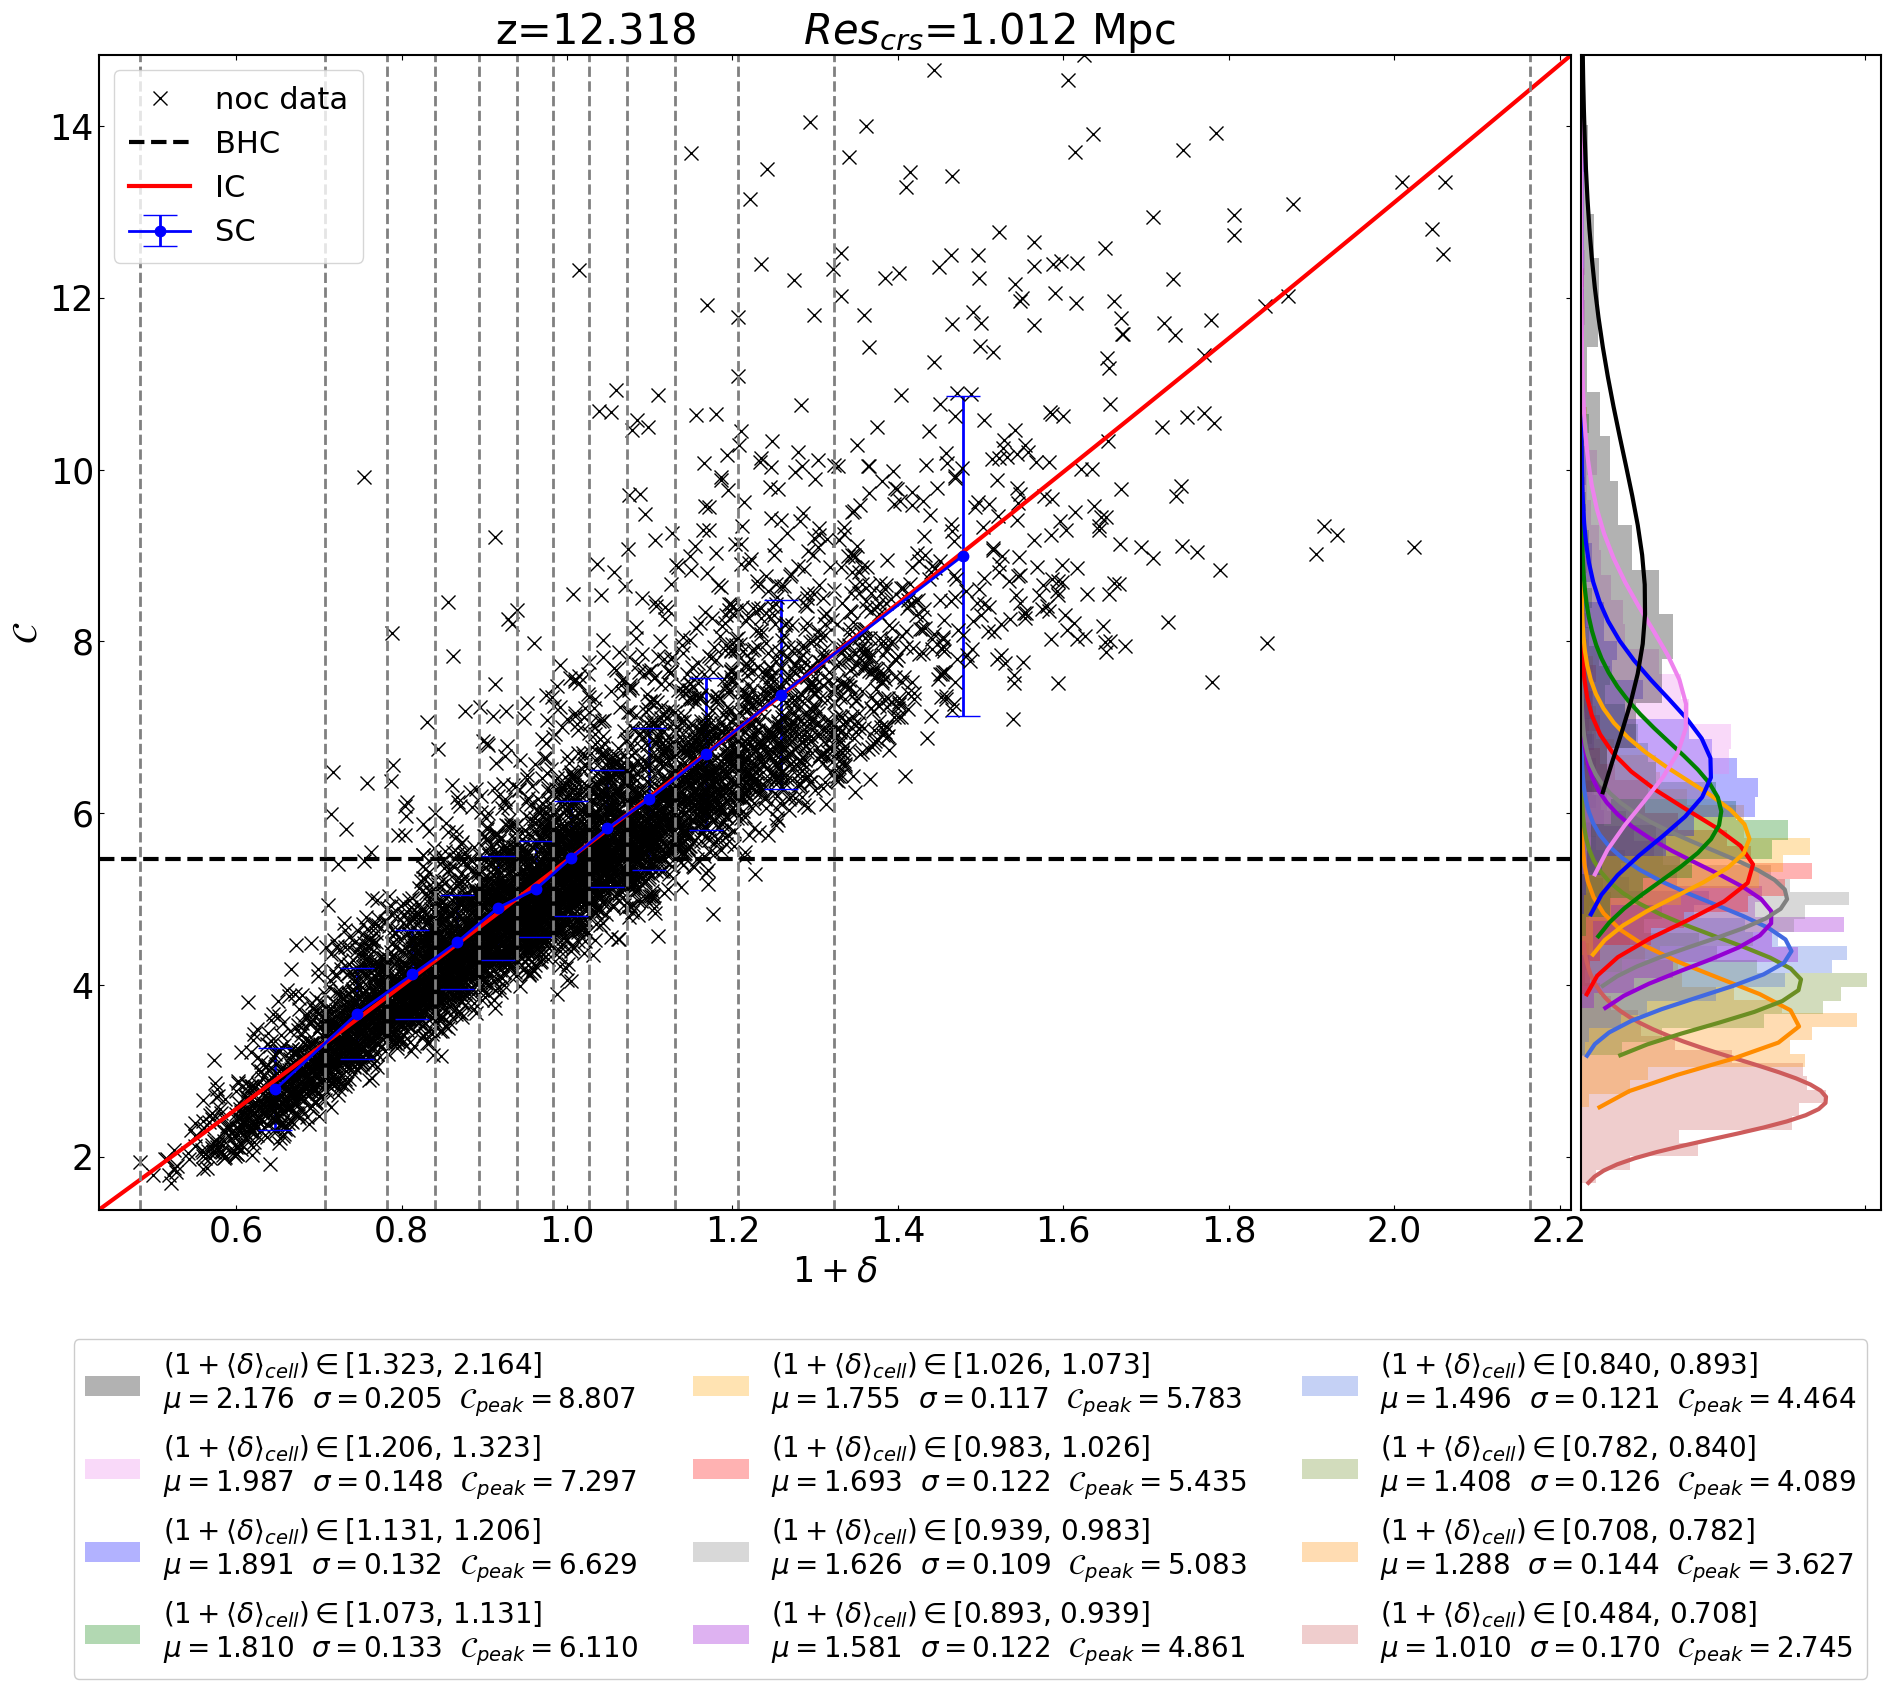 z=12.318 Res_crs=1.012 Mpc
noc data
BHC
IC
SC
14
12
10
8
6
4
2
𝒞
0.6 0.8 1.0 1.2 1.4 1.6 1.8 2.0 2.2
1 + δ
(1 + ⟨δ⟩_cell) ∈ [1.323, 2.164]
μ = 2.176 σ = 0.205 𝒞_peak = 8.807
(1 + ⟨δ⟩_cell) ∈ [1.206, 1.323]
μ = 1.987 σ = 0.148 𝒞_peak = 7.297
(1 + ⟨δ⟩_cell) ∈ [1.131, 1.206]
μ = 1.891 σ = 0.132 𝒞_peak = 6.629
(1 + ⟨δ⟩_cell) ∈ [1.073, 1.131]
μ = 1.810 σ = 0.133 𝒞_peak = 6.110
(1 + ⟨δ⟩_cell) ∈ [1.026, 1.073]
μ = 1.755 σ = 0.117 𝒞_peak = 5.783
(1 + ⟨δ⟩_cell) ∈ [0.983, 1.026]
μ = 1.693 σ = 0.122 𝒞_peak = 5.435
(1 + ⟨δ⟩_cell) ∈ [0.939, 0.983]
μ = 1.626 σ = 0.109 𝒞_peak = 5.083
(1 + ⟨δ⟩_cell) ∈ [0.893, 0.939]
μ = 1.581 σ = 0.122 𝒞_peak = 4.861
(1 + ⟨δ⟩_cell) ∈ [0.840, 0.893]
μ = 1.496 σ = 0.121 𝒞_peak = 4.464
(1 + ⟨δ⟩_cell) ∈ [0.782, 0.840]
μ = 1.408 σ = 0.126 𝒞_peak = 4.089
(1 + ⟨δ⟩_cell) ∈ [0.708, 0.782]
μ = 1.288 σ = 0.144 𝒞_peak = 3.627
(1 + ⟨δ⟩_cell) ∈ [0.484, 0.708]
μ = 1.010 σ = 0.170 𝒞_peak = 2.745